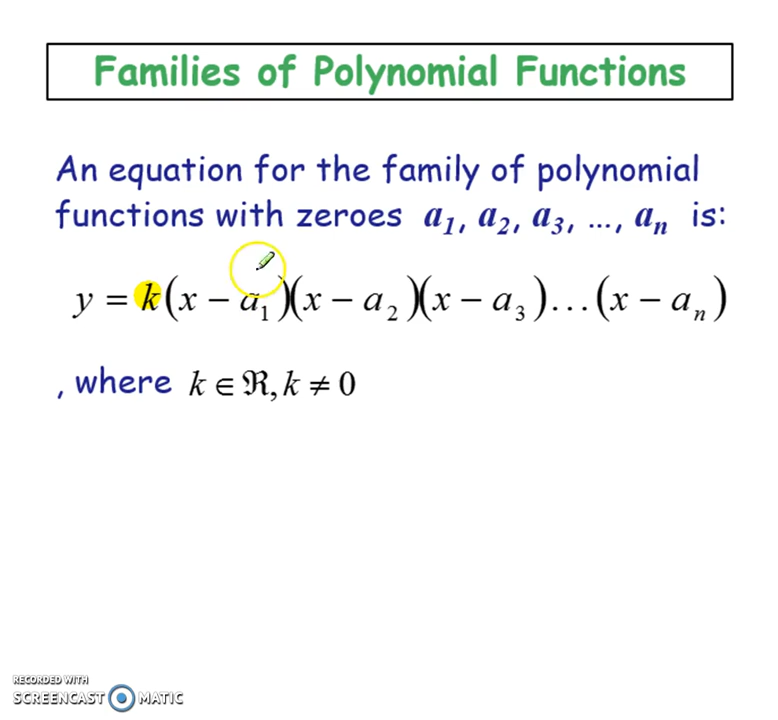 Families of Polynomial Functions
An equation for the family of polynomial
functions with zeroes a₁, a₂, a₃, ..., aₙ is:
y = k(x − a₁)(x − a₂)(x − a₃)...(x − aₙ)
, where k ∈ ℜ, k ≠ 0
RECORDED WITH
SCREENCAST MATIC